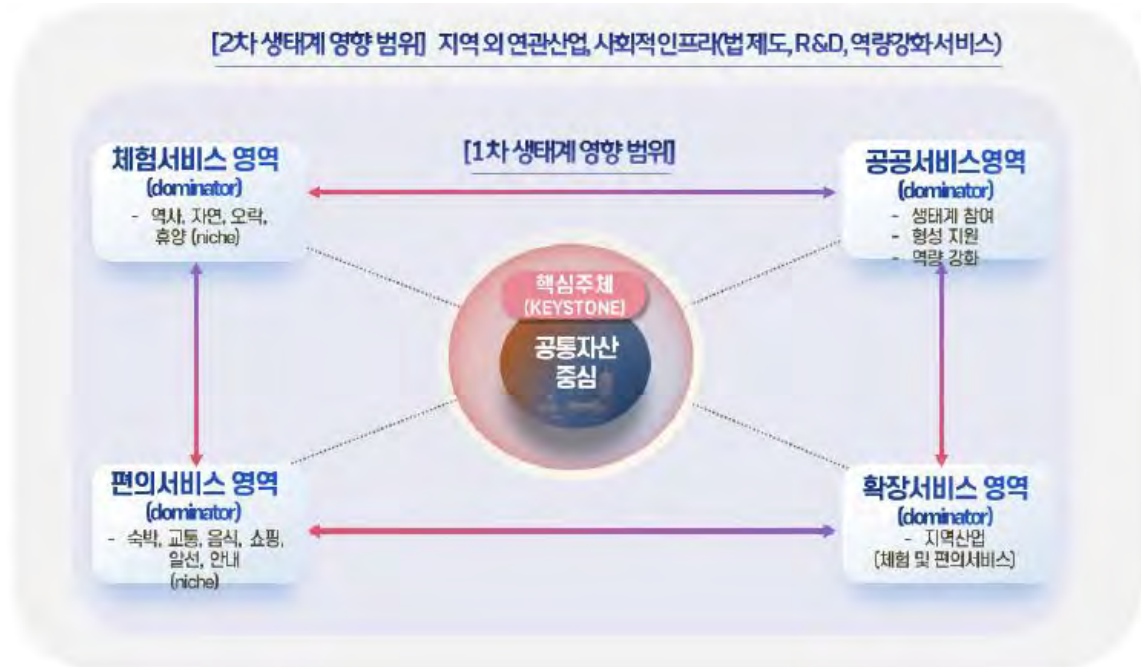 [2차 생태계 영향 범위] 지역 외 연관산업, 사회적인프라(법 제도, R&D, 역량강화 서비스)
[1차 생태계 영향 범위]
체험서비스 영역
(dominator)
- 역사, 자연, 오락,
휴양 (niche)
공공서비스영역
(dominator)
- 생태계 참여
- 형성 지원
- 역량 강화
핵심주체
(KEYSTONE)
공통자산
중심
편의서비스 영역
(dominator)
- 숙박, 교통, 음식, 쇼핑,
알선, 안내
(niche)
확장서비스 영역
(dominator)
- 지역산업
(체험 및 편의서비스)